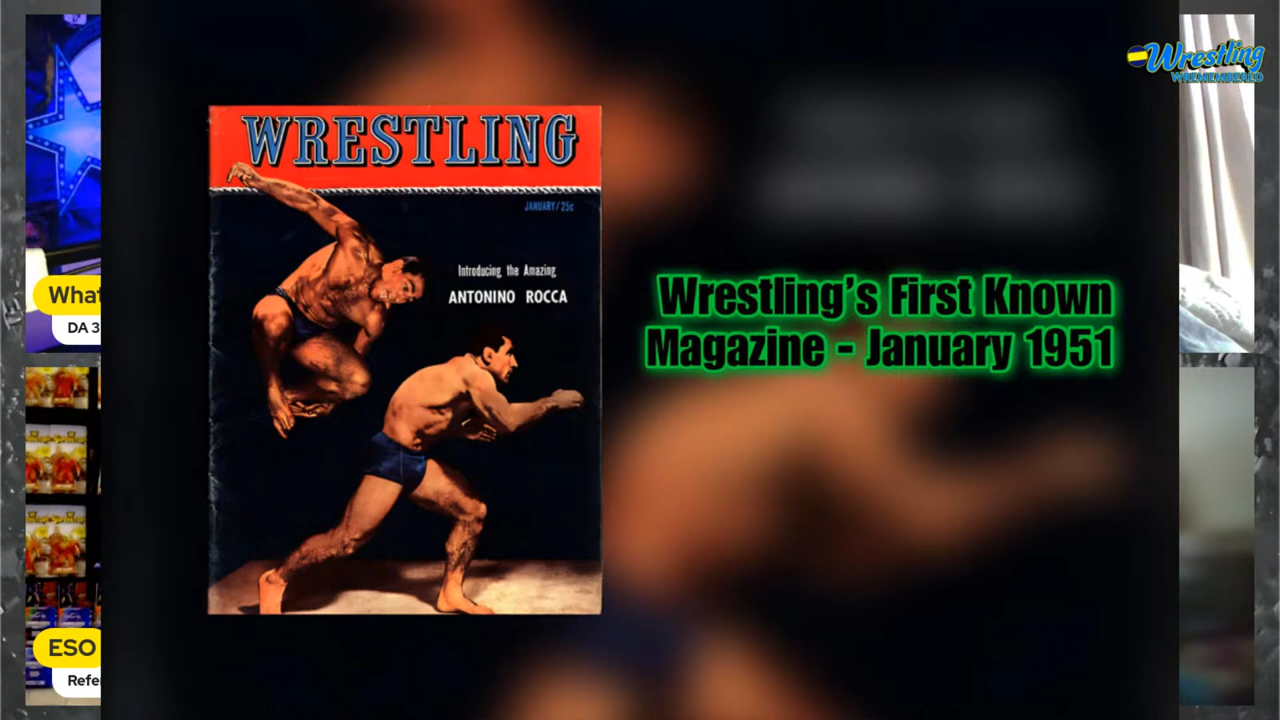 Wrestling
WREMEMBERED
WRESTLING
JANUARY/25c
Introducing the Amazing
ANTONINO ROCCA
Wrestling's First Known
Magazine - January 1951
What
DA 3
ESO
Refe